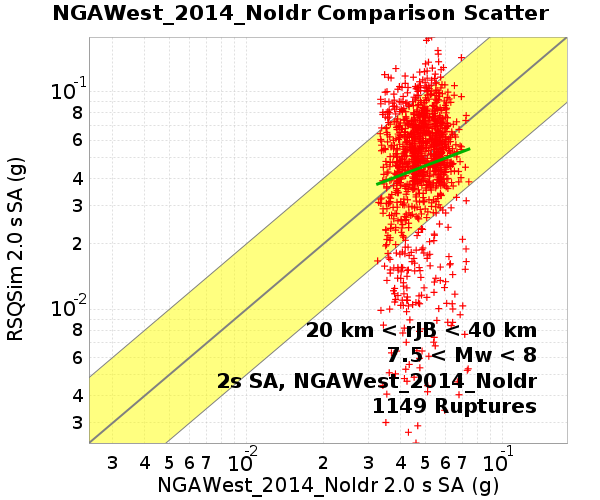 NGAWest_2014_NoIdr Comparison Scatter
10-1
8
6
4
3
2
10-2
8
6
4
3
RSQSim 2.0 s SA (g)
20 km < rJB < 40 km
7.5 < Mw < 8
2s SA, NGAWest_2014_NoIdr
1149 Ruptures
3 4 5 6 7 10-2 2 3 4 5 6 7 10-1
NGAWest_2014_NoIdr 2.0 s SA (g)